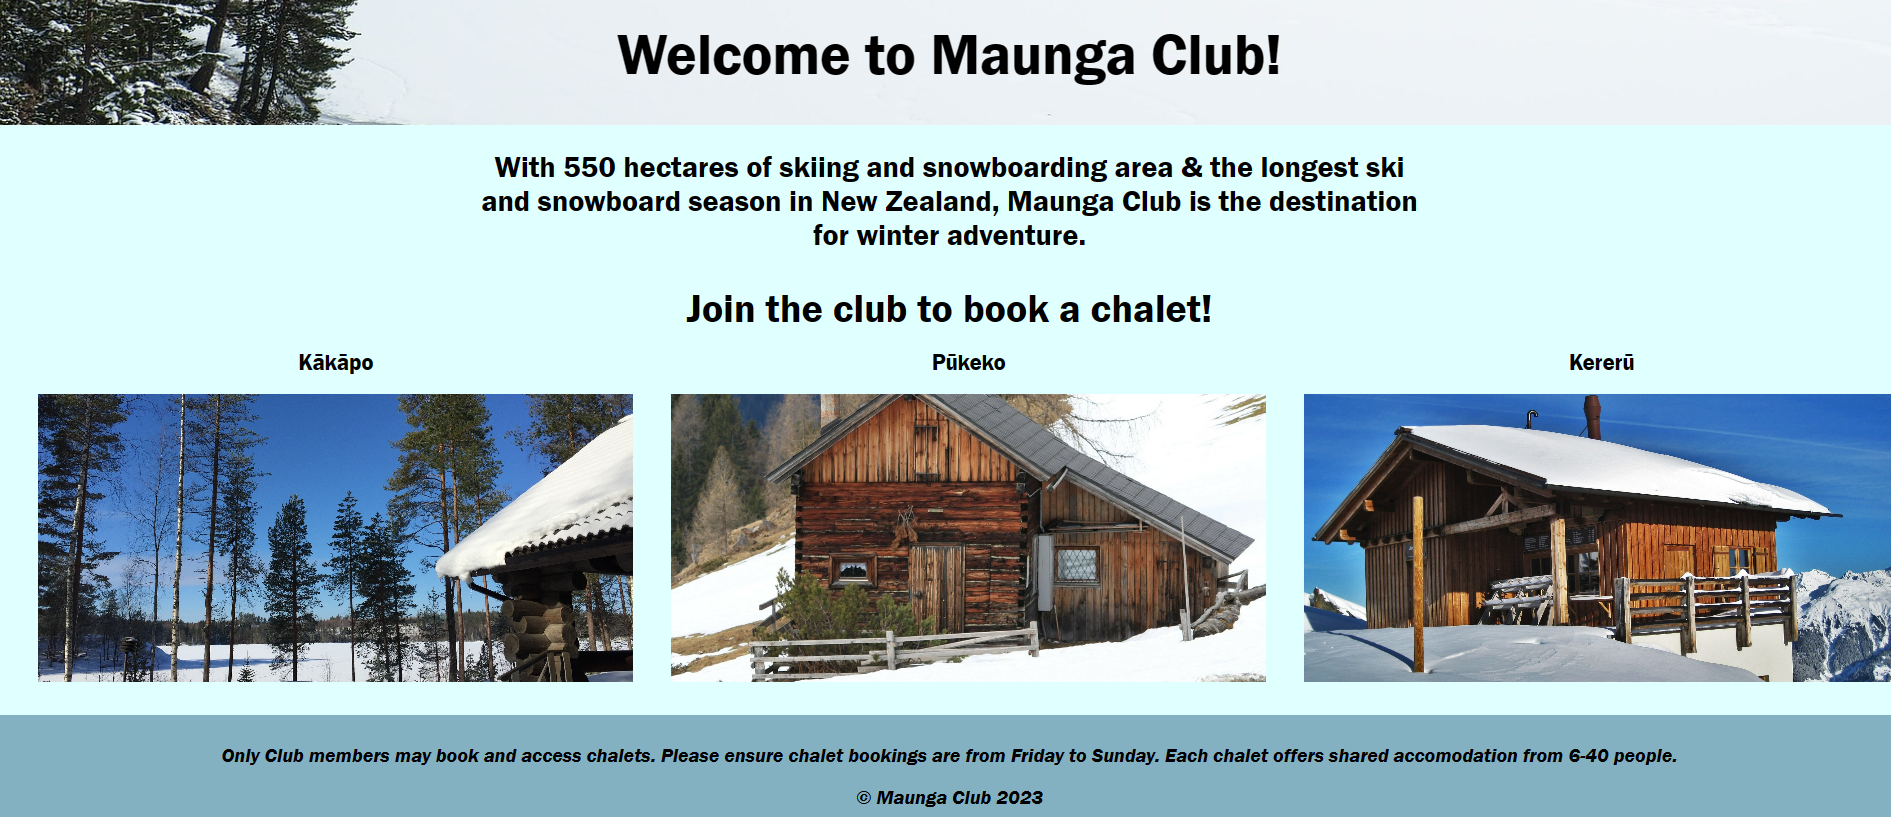 Welcome to Maunga Club!
With 550 hectares of skiing and snowboarding area & the longest ski
and snowboard season in New Zealand, Maunga Club is the destination
for winter adventure.
Join the club to book a chalet!
Kākāpo
Pūkeko
Kererū
Only Club members may book and access chalets. Please ensure chalet bookings are from Friday to Sunday. Each chalet offers shared accomodation from 6-40 people.
© Maunga Club 2023